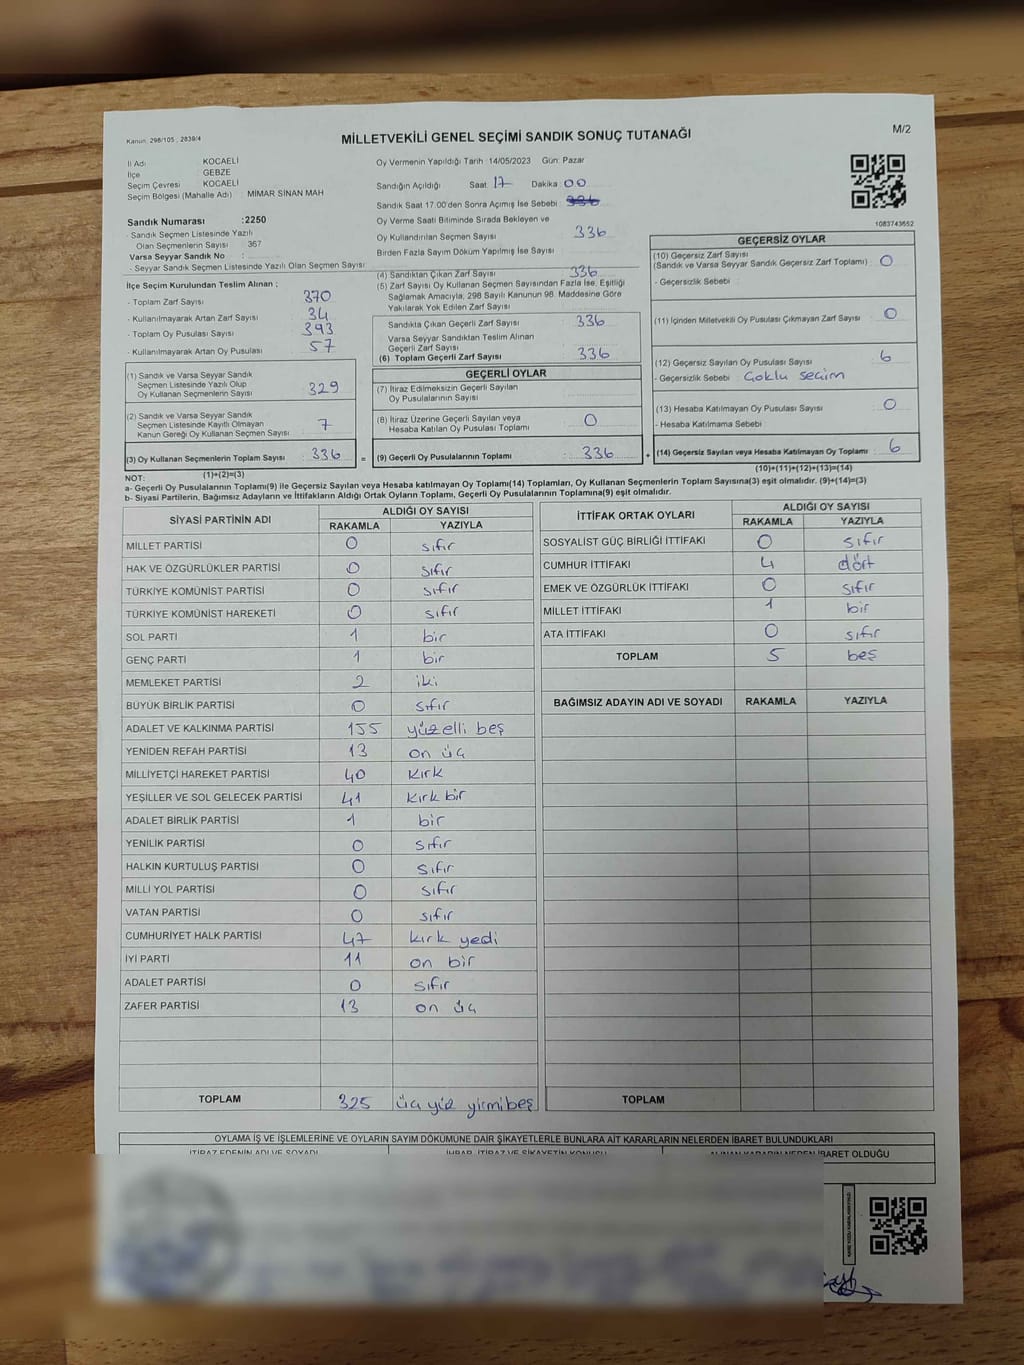 Kanun: 298/105 , 2839/4
MİLLETVEKİLİ GENEL SEÇİMİ SANDIK SONUÇ TUTANAĞI
M/2
İl Adı KOCAELİ
İlçe GEBZE
Seçim Çevresi KOCAELİ
Seçim Bölgesi (Mahalle Adı) MİMAR SİNAN MAH
Sandık Numarası :2250
- Sandık Seçmen Listesinde Yazılı
Olan Seçmenlerin Sayısı 367
Varsa Seyyar Sandık No :
- Seyyar Sandık Seçmen Listesinde Yazılı Olan Seçmen Sayısı:
Oy Vermenin Yapıldığı Tarih :14/05/2023 Gün: Pazar
Sandığın Açıldığı Saat 17 Dakika 00
Sandık Saat 17.00'den Sonra Açımış İse Sebebi 336
Oy Verme Saati Bitiminde Sırada Bekleyen ve
Oy Kullandırılan Seçmen Sayısı 336
Birden Fazla Sayım Döküm Yapılmış İse Sayısı
1083743652
İlçe Seçim Kurulundan Teslim Alınan ;
- Toplam Zarf Sayısı 370
- Kullanılmayarak Artan Zarf Sayısı : 34
- Toplam Oy Pusulası Sayısı : 393
- Kullanılmayarak Artan Oy Pusulası 57
(1) Sandık ve Varsa Seyyar Sandık
Seçmen Listesinde Yazılı Olup
Oy Kullanan Seçmenlerin Sayısı 329
(2) Sandık ve Varsa Seyyar Sandık
Seçmen Listesinde Kayıtlı Olmayan
Kanun Gereği Oy Kullanan Seçmen Sayısı 7
(3) Oy Kullanan Seçmenlerin Toplam Sayısı : 336 =
(1)+(2)=(3)
(4) Sandıktan Çıkan Zarf Sayısı 336
(5) Zarf Sayısı Oy Kullanan Seçmen Sayısından Fazla İse, Eşitliği
Sağlamak Amacıyla, 298 Sayılı Kanunun 98. Maddesine Göre
Yakılarak Yok Edilen Zarf Sayısı
Sandıkta Çıkan Geçerli Zarf Sayısı 336
Varsa Seyyar Sandıktan Teslim Alınan
Geçerli Zarf Sayısı
(6) Toplam Geçerli Zarf Sayısı 336
GEÇERLİ OYLAR
(7) İtiraz Edilmeksizin Geçerli Sayılan
Oy Pusulalarının Sayısı
(8) İtiraz Üzerine Geçerli Sayılan veya
Hesaba Katılan Oy Pusulası Toplamı 0
(9) Geçerli Oy Pusulalarının Toplamı 336 +
GEÇERSİZ OYLAR
(10) Geçersiz Zarf Sayısı
(Sandık ve Varsa Seyyar Sandık Geçersiz Zarf Toplamı) 0
- Geçersizlik Sebebi
(11) İçinden Milletvekili Oy Pusulası Çıkmayan Zarf Sayısı 0
(12) Geçersiz Sayılan Oy Pusulası Sayısı 6
- Geçersizlik Sebebi Çoklu seçim
(13) Hesaba Katılmayan Oy Pusulası Sayısı 0
- Hesaba Katılmama Sebebi
(14) Geçersiz Sayılan veya Hesaba Katılmayan Oy Toplamı 6
(10)+(11)+(12)+(13)=(14)
NOT:
a- Geçerli Oy Pusulalarının Toplamı(9) ile Geçersiz Sayılan veya Hesaba katılmayan Oy Toplamı(14) Toplamları, Oy Kullanan Seçmenlerin Toplam Sayısına(3) eşit olmalıdır. (9)+(14)=(3)
b- Siyasi Partilerin, Bağımsız Adayların ve İttifakların Aldığı Ortak Oyların Toplamı, Geçerli Oy Pusulalarının Toplamına(9) eşit olmalıdır.
SİYASİ PARTİNİN ADI ALDIĞI OY SAYISI
RAKAMLA YAZIYLA
MİLLET PARTİSİ 0 sıfır
HAK VE ÖZGÜRLÜKLER PARTİSİ 0 sıfır
TÜRKİYE KOMÜNİST PARTİSİ 0 sıfır
TÜRKİYE KOMÜNİST HAREKETİ 0 sıfır
SOL PARTİ 1 bir
GENÇ PARTİ 1 bir
MEMLEKET PARTİSİ 2 iki
BÜYÜK BİRLİK PARTİSİ 0 sıfır
ADALET VE KALKINMA PARTİSİ 155 yüzelli beş
YENİDEN REFAH PARTİSİ 13 on üç
MİLLİYETÇİ HAREKET PARTİSİ 40 kırk
YEŞİLLER VE SOL GELECEK PARTİSİ 41 kırk bir
ADALET BİRLİK PARTİSİ 1 bir
YENİLİK PARTİSİ 0 sıfır
HALKIN KURTULUŞ PARTİSİ 0 sıfır
MİLLİ YOL PARTİSİ 0 sıfır
VATAN PARTİSİ 0 sıfır
CUMHURİYET HALK PARTİSİ 47 kırk yedi
İYİ PARTİ 11 on bir
ADALET PARTİSİ 0 sıfır
ZAFER PARTİSİ 13 on üç
TOPLAM 325 üç yüz yirmibeş
İTTİFAK ORTAK OYLARI ALDIĞI OY SAYISI
RAKAMLA YAZIYLA
SOSYALİST GÜÇ BİRLİĞİ İTTİFAKI 0 sıfır
CUMHUR İTTİFAKI 4 dört
EMEK VE ÖZGÜRLÜK İTTİFAKI 0 sıfır
MİLLET İTTİFAKI 1 bir
ATA İTTİFAKI 0 sıfır
TOPLAM 5 beş
BAĞIMSIZ ADAYIN ADI VE SOYADI RAKAMLA YAZIYLA
TOPLAM
OYLAMA İŞ VE İŞLEMLERİNE VE OYLARIN SAYIM DÖKÜMÜNE DAİR ŞİKAYETLERLE BUNLARA AİT KARARLARIN NELERDEN İBARET BULUNDUKLARI
İTİRAZ EDENİN ADI VE SOYADI İHBAR, İTİRAZ VE ŞİKAYETİN KONUSU ALINAN KARARIN NEDEN İBARET OLDUĞU